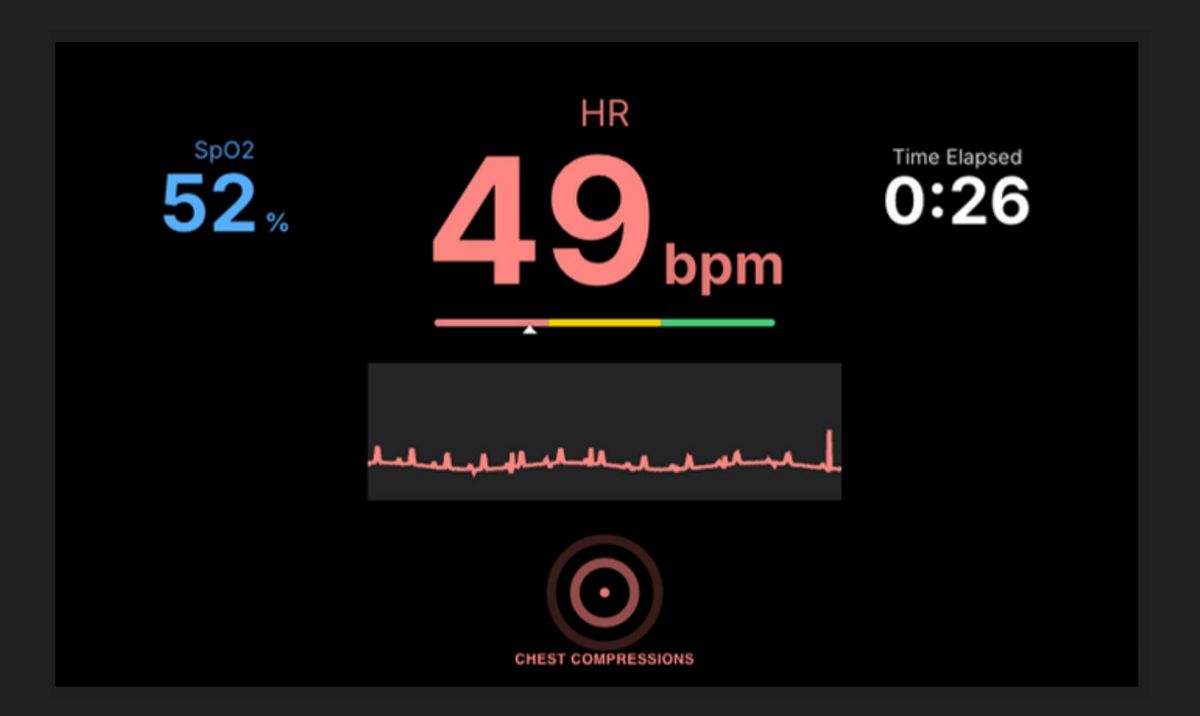 HR
SpO2
52 %
49 bpm
Time Elapsed
0:26
CHEST COMPRESSIONS